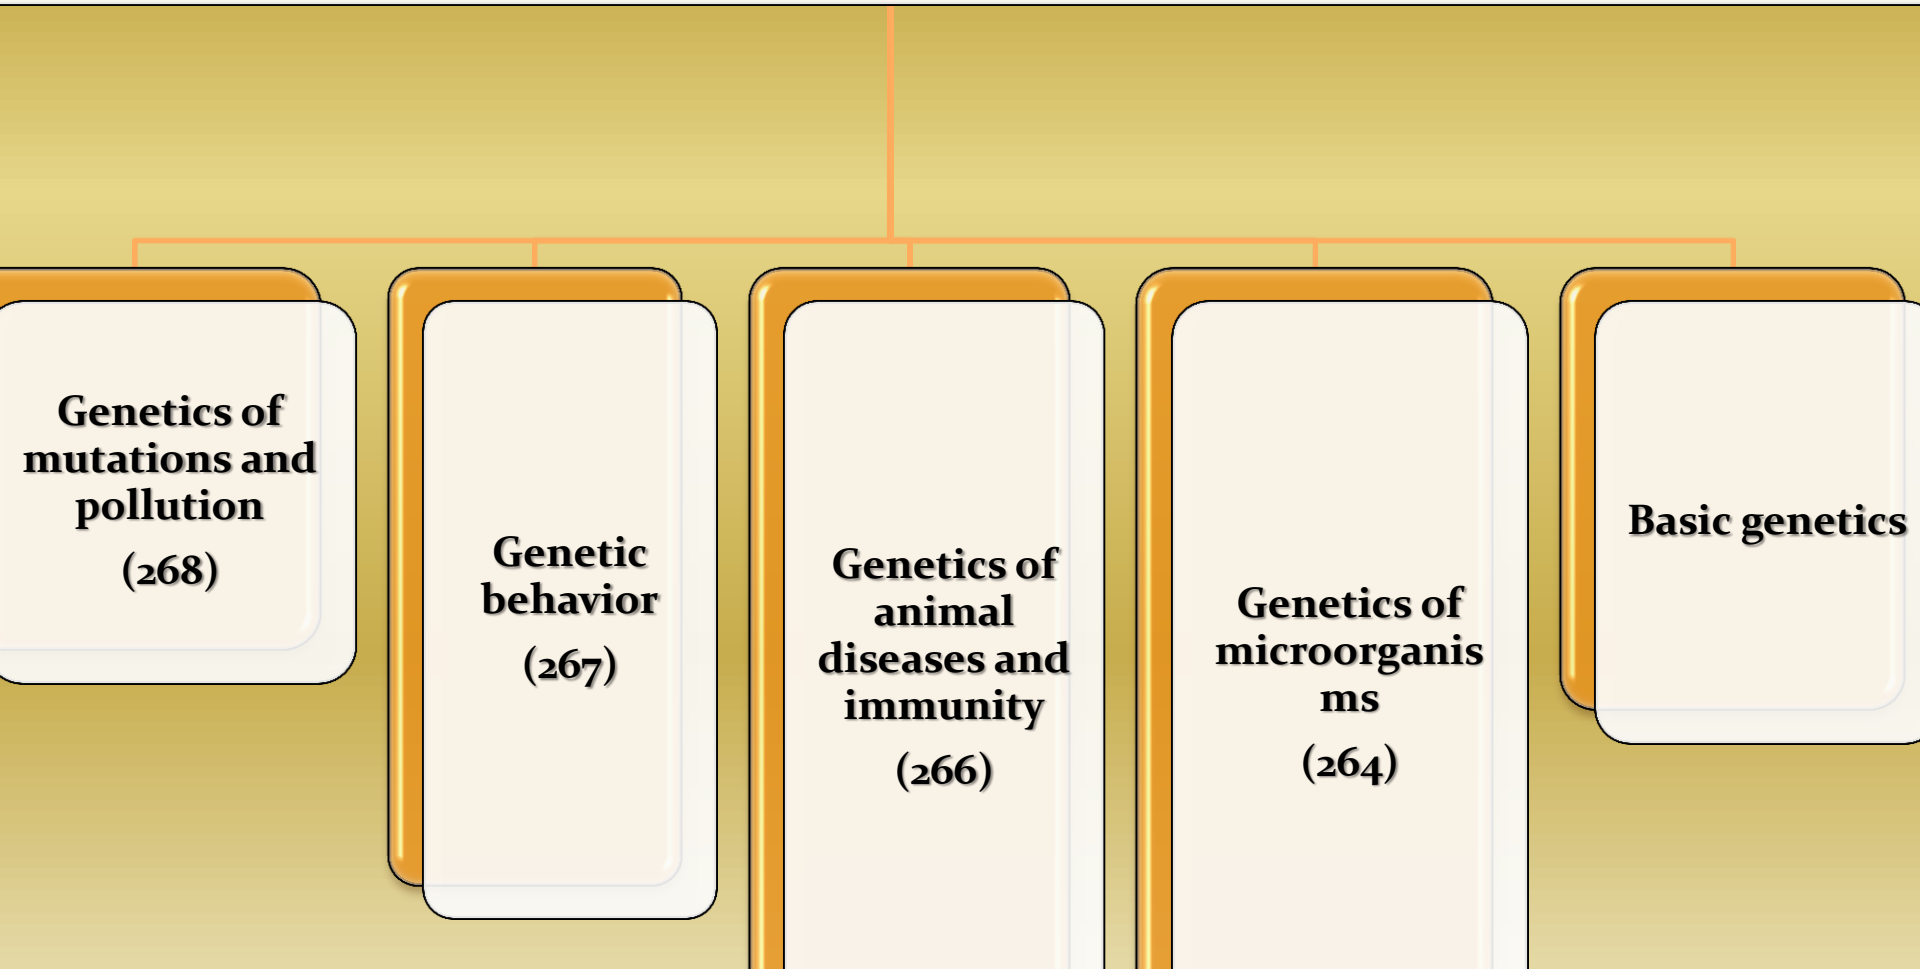 Genetics of
mutations and
pollution
(268)
Genetic
behavior
(267)
Genetics of
animal
diseases and
immunity
(266)
Genetics of
microorganis
ms
(264)
Basic genetics